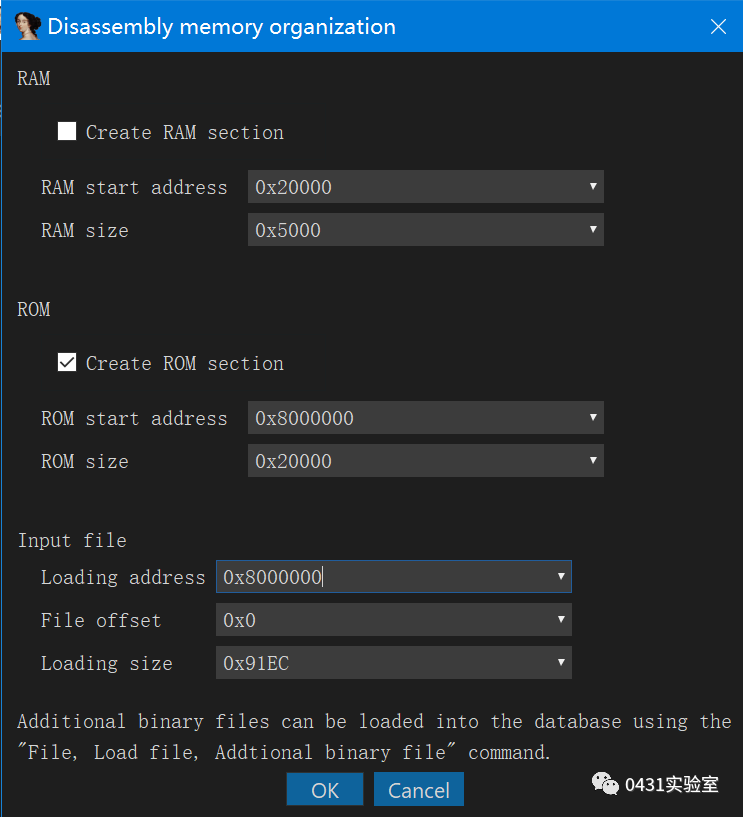 Disassembly memory organization
RAM
Create RAM section
RAM start address 0x20000
RAM size 0x5000
ROM
Create ROM section
ROM start address 0x8000000
ROM size 0x20000
Input file
Loading address 0x8000000
File offset 0x0
Loading size 0x91EC
Additional binary files can be loaded into the database using the
"File, Load file, Addtional binary file" command.
OK Cancel
0431实验室